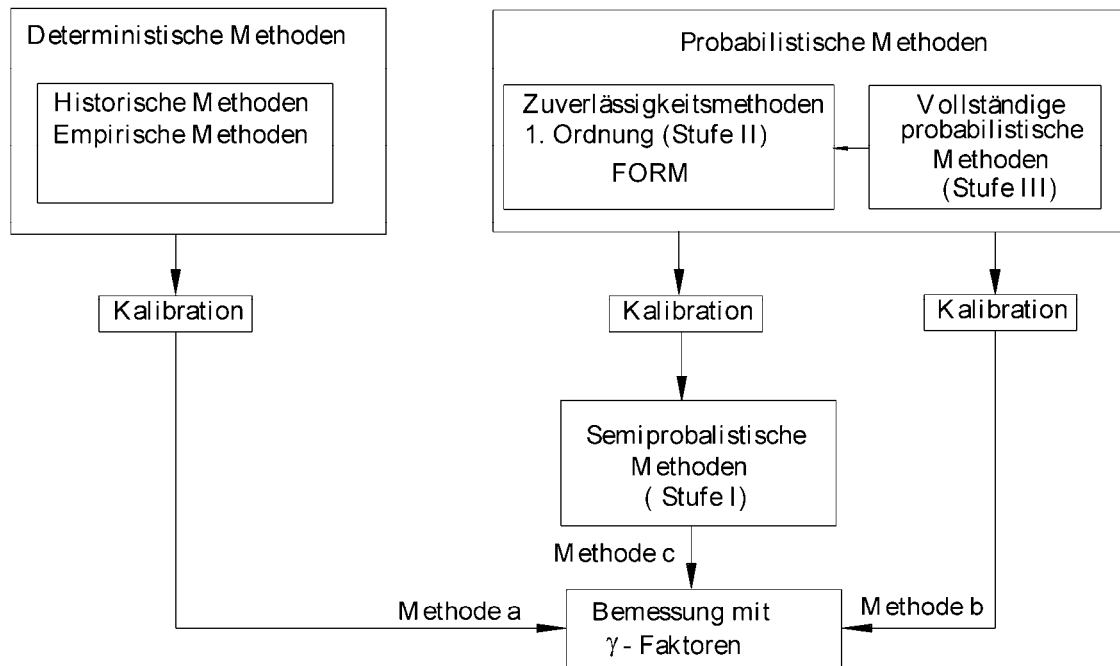 Deterministische Methoden
Historische Methoden
Empirische Methoden
Probabilistische Methoden
Zuverlässigkeitsmethoden
1. Ordnung (Stufe II)
FORM
Vollständige
probabilistische
Methoden
(Stufe III)
Kalibration
Kalibration
Kalibration
Semiprobalistische
Methoden
( Stufe I)
Methode c
Methode a
Bemessung mit
γ - Faktoren
Methode b